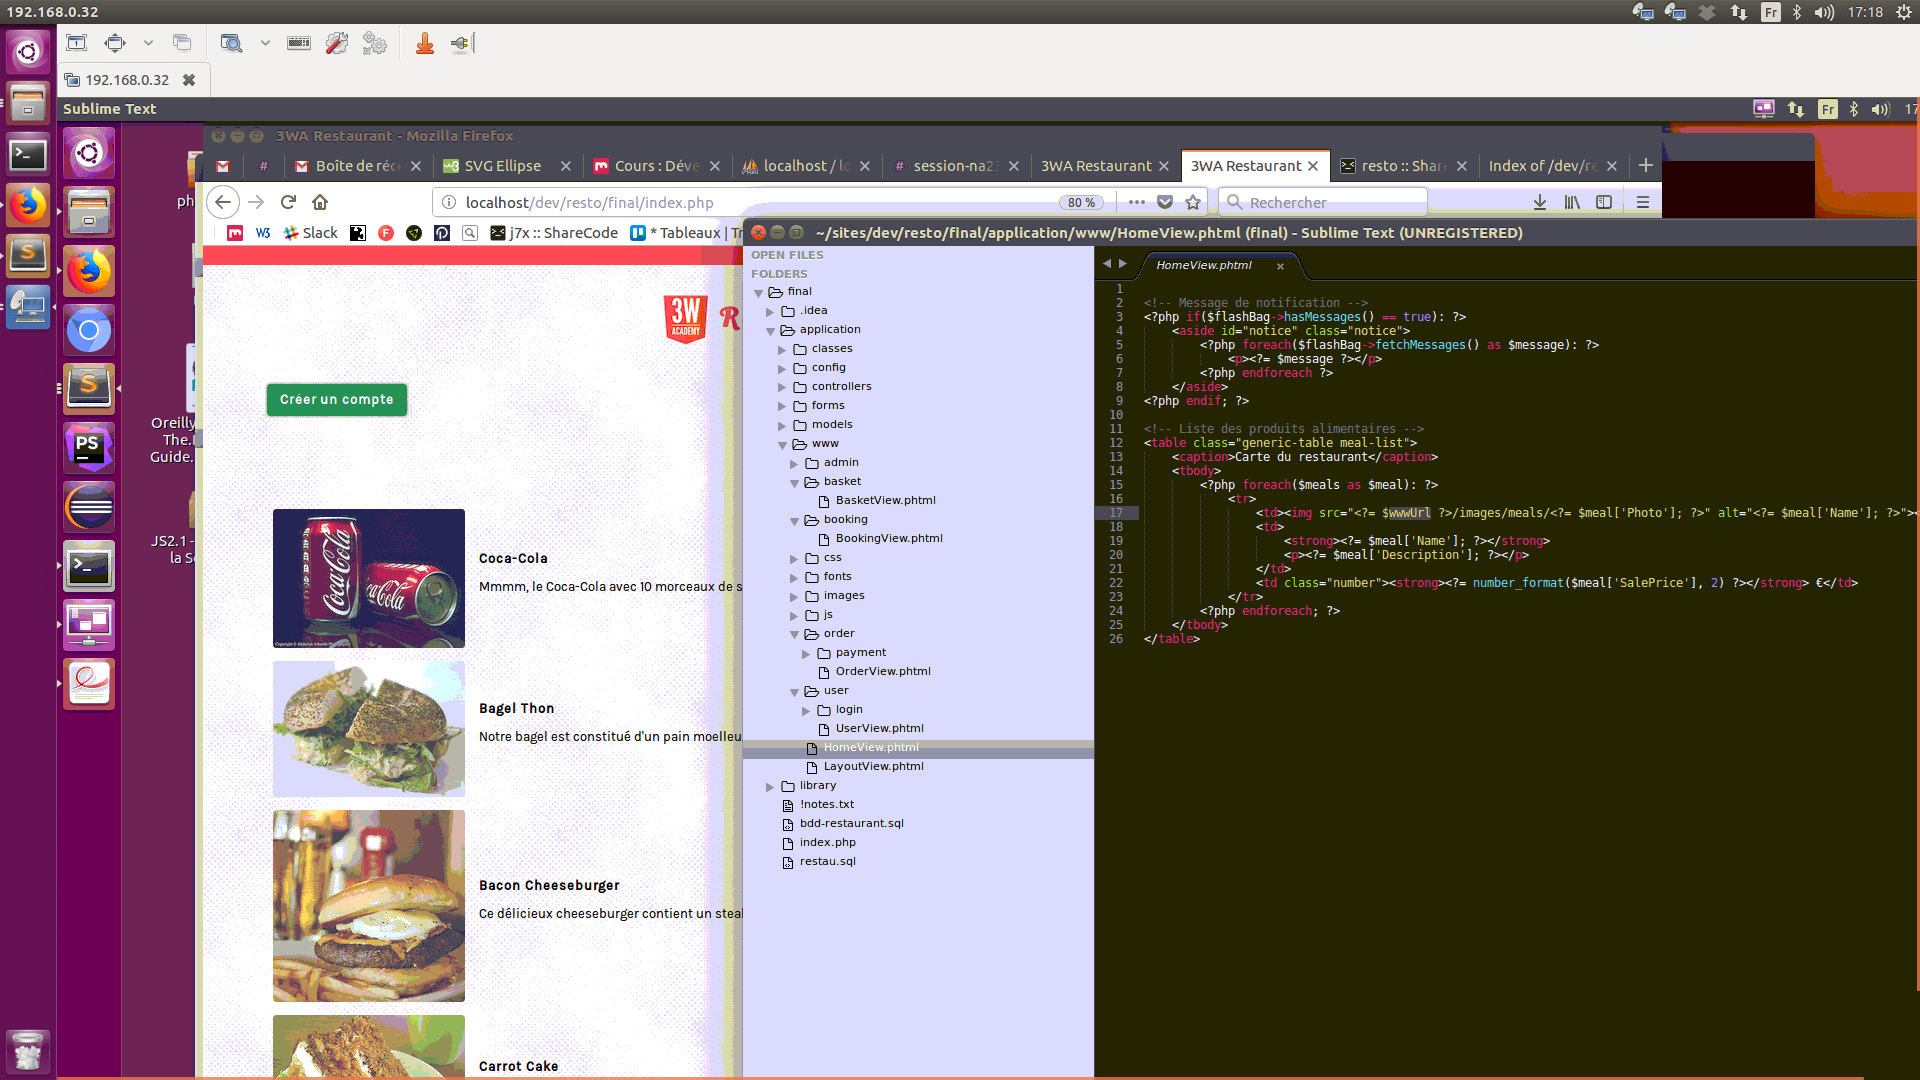 192.168.0.32
Fr
17:18
192.168.0.32
Sublime Text
Fr
17
3WA Restaurant - Mozilla Firefox
#
Boîte de réc
SVG Ellipse
Cours : Déve
localhost / lo
session-na23
3WA Restaurant
3WA Restaurant
resto :: Shar
Index of /dev/re
localhost/dev/resto/final/index.php
80 %
Rechercher
W3
Slack
j7x :: ShareCode
* Tableaux | Tr
~/sites/dev/resto/final/application/www/HomeView.phtml (final) - Sublime Text (UNREGISTERED)
ph
Oreilly
The.
Guide.
JS2.1 -
la S
PS
3W
ACADEMY
R
Créer un compte
Coca-Cola
Mmmm, le Coca-Cola avec 10 morceaux de s
Bagel Thon
Notre bagel est constitué d'un pain moelleu
Bacon Cheeseburger
Ce délicieux cheeseburger contient un steak
Carrot Cake
OPEN FILES
FOLDERS
final
.idea
application
classes
config
controllers
forms
models
www
admin
basket
BasketView.phtml
booking
BookingView.phtml
css
fonts
images
js
order
payment
OrderView.phtml
user
login
UserView.phtml
HomeView.phtml
LayoutView.phtml
library
!notes.txt
bdd-restaurant.sql
index.php
restau.sql
HomeView.phtml
1
2 <!-- Message de notification -->
3 <?php if($flashBag->hasMessages() == true): ?>
4 <aside id="notice" class="notice">
5 <?php foreach($flashBag->fetchMessages() as $message): ?>
6 <p><?= $message ?></p>
7 <?php endforeach ?>
8 </aside>
9 <?php endif; ?>
10
11 <!-- Liste des produits alimentaires -->
12 <table class="generic-table meal-list">
13 <caption>Carte du restaurant</caption>
14 <tbody>
15 <?php foreach($meals as $meal): ?>
16 <tr>
17 <td><img src="<?= $wwwUrl ?>/images/meals/<?= $meal['Photo']; ?>" alt="<?= $meal['Name']; ?>"><
18 <td>
19 <strong><?= $meal['Name']; ?></strong>
20 <p><?= $meal['Description']; ?></p>
21 </td>
22 <td class="number"><strong><?= number_format($meal['SalePrice'], 2) ?></strong> €</td>
23 </tr>
24 <?php endforeach; ?>
25 </tbody>
26 </table>